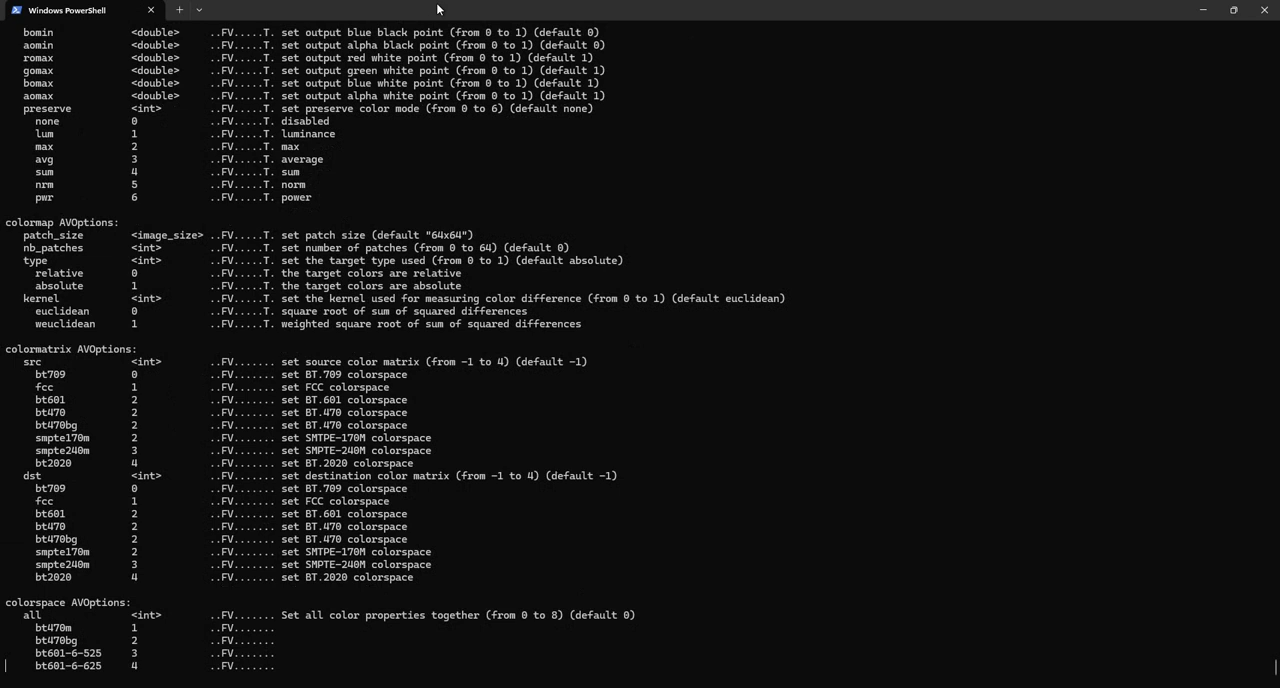 Windows PowerShell
bomin <double> ..FV.....T. set output blue black point (from 0 to 1) (default 0)
aomin <double> ..FV.....T. set output alpha black point (from 0 to 1) (default 0)
romax <double> ..FV.....T. set output red white point (from 0 to 1) (default 1)
gomax <double> ..FV.....T. set output green white point (from 0 to 1) (default 1)
bomax <double> ..FV.....T. set output blue white point (from 0 to 1) (default 1)
aomax <double> ..FV.....T. set output alpha white point (from 0 to 1) (default 1)
preserve <int> ..FV.....T. set preserve color mode (from 0 to 6) (default none)
none 0 ..FV.....T. disabled
lum 1 ..FV.....T. luminance
max 2 ..FV.....T. max
avg 3 ..FV.....T. average
sum 4 ..FV.....T. sum
nrm 5 ..FV.....T. norm
pwr 6 ..FV.....T. power
colormap AVOptions:
patch_size <image_size> ..FV.....T. set patch size (default "64x64")
nb_patches <int> ..FV.....T. set number of patches (from 0 to 64) (default 0)
type <int> ..FV.....T. set the target type used (from 0 to 1) (default absolute)
relative 0 ..FV.....T. the target colors are relative
absolute 1 ..FV.....T. the target colors are absolute
kernel <int> ..FV.....T. set the kernel used for measuring color difference (from 0 to 1) (default euclidean)
euclidean 0 ..FV.....T. square root of sum of squared differences
weuclidean 1 ..FV.....T. weighted square root of sum of squared differences
colormatrix AVOptions:
src <int> ..FV....... set source color matrix (from -1 to 4) (default -1)
bt709 0 ..FV....... set BT.709 colorspace
fcc 1 ..FV....... set FCC colorspace
bt601 2 ..FV....... set BT.601 colorspace
bt470 2 ..FV....... set BT.470 colorspace
bt470bg 2 ..FV....... set BT.470 colorspace
smpte170m 2 ..FV....... set SMTPE-170M colorspace
smpte240m 3 ..FV....... set SMPTE-240M colorspace
bt2020 4 ..FV....... set BT.2020 colorspace
dst <int> ..FV....... set destination color matrix (from -1 to 4) (default -1)
bt709 0 ..FV....... set BT.709 colorspace
fcc 1 ..FV....... set FCC colorspace
bt601 2 ..FV....... set BT.601 colorspace
bt470 2 ..FV....... set BT.470 colorspace
bt470bg 2 ..FV....... set BT.470 colorspace
smpte170m 2 ..FV....... set SMTPE-170M colorspace
smpte240m 3 ..FV....... set SMPTE-240M colorspace
bt2020 4 ..FV....... set BT.2020 colorspace
colorspace AVOptions:
all <int> ..FV....... Set all color properties together (from 0 to 8) (default 0)
bt470m 1 ..FV.......
bt470bg 2 ..FV.......
bt601-6-525 3 ..FV.......
bt601-6-625 4 ..FV.......